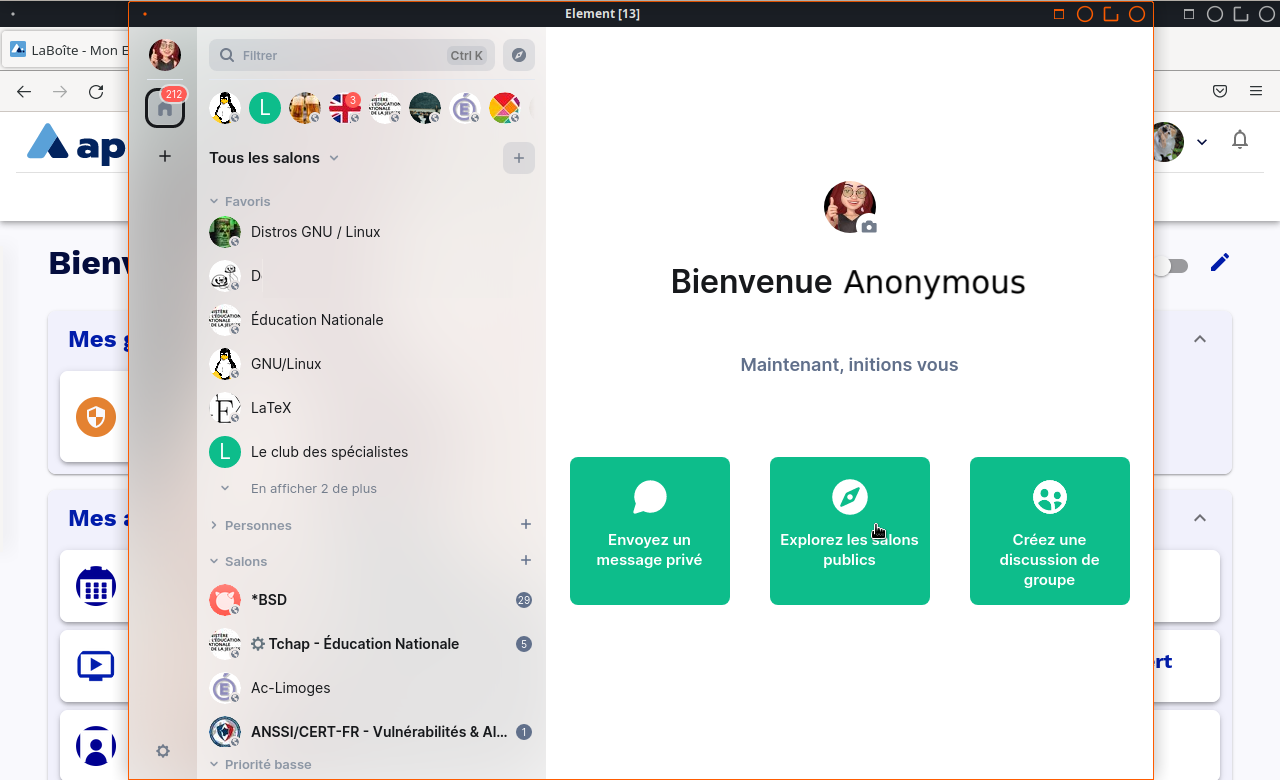 Element [13]
LaBoîte - Mon E
ap
Bienv
Mes g
Mes a
ert
212
Filtrer
Ctrl K
L
3
Tous les salons
Favoris
Distros GNU / Linux
D
Éducation Nationale
GNU/Linux
LaTeX
L
Le club des spécialistes
En afficher 2 de plus
Personnes
Salons
*BSD
29
Tchap - Éducation Nationale
5
Ac-Limoges
ANSSI/CERT-FR - Vulnérabilités & Al...
1
Priorité basse
Bienvenue Anonymous
Maintenant, initions vous
Envoyez un
message privé
Explorez les salons
publics
Créez une
discussion de
groupe